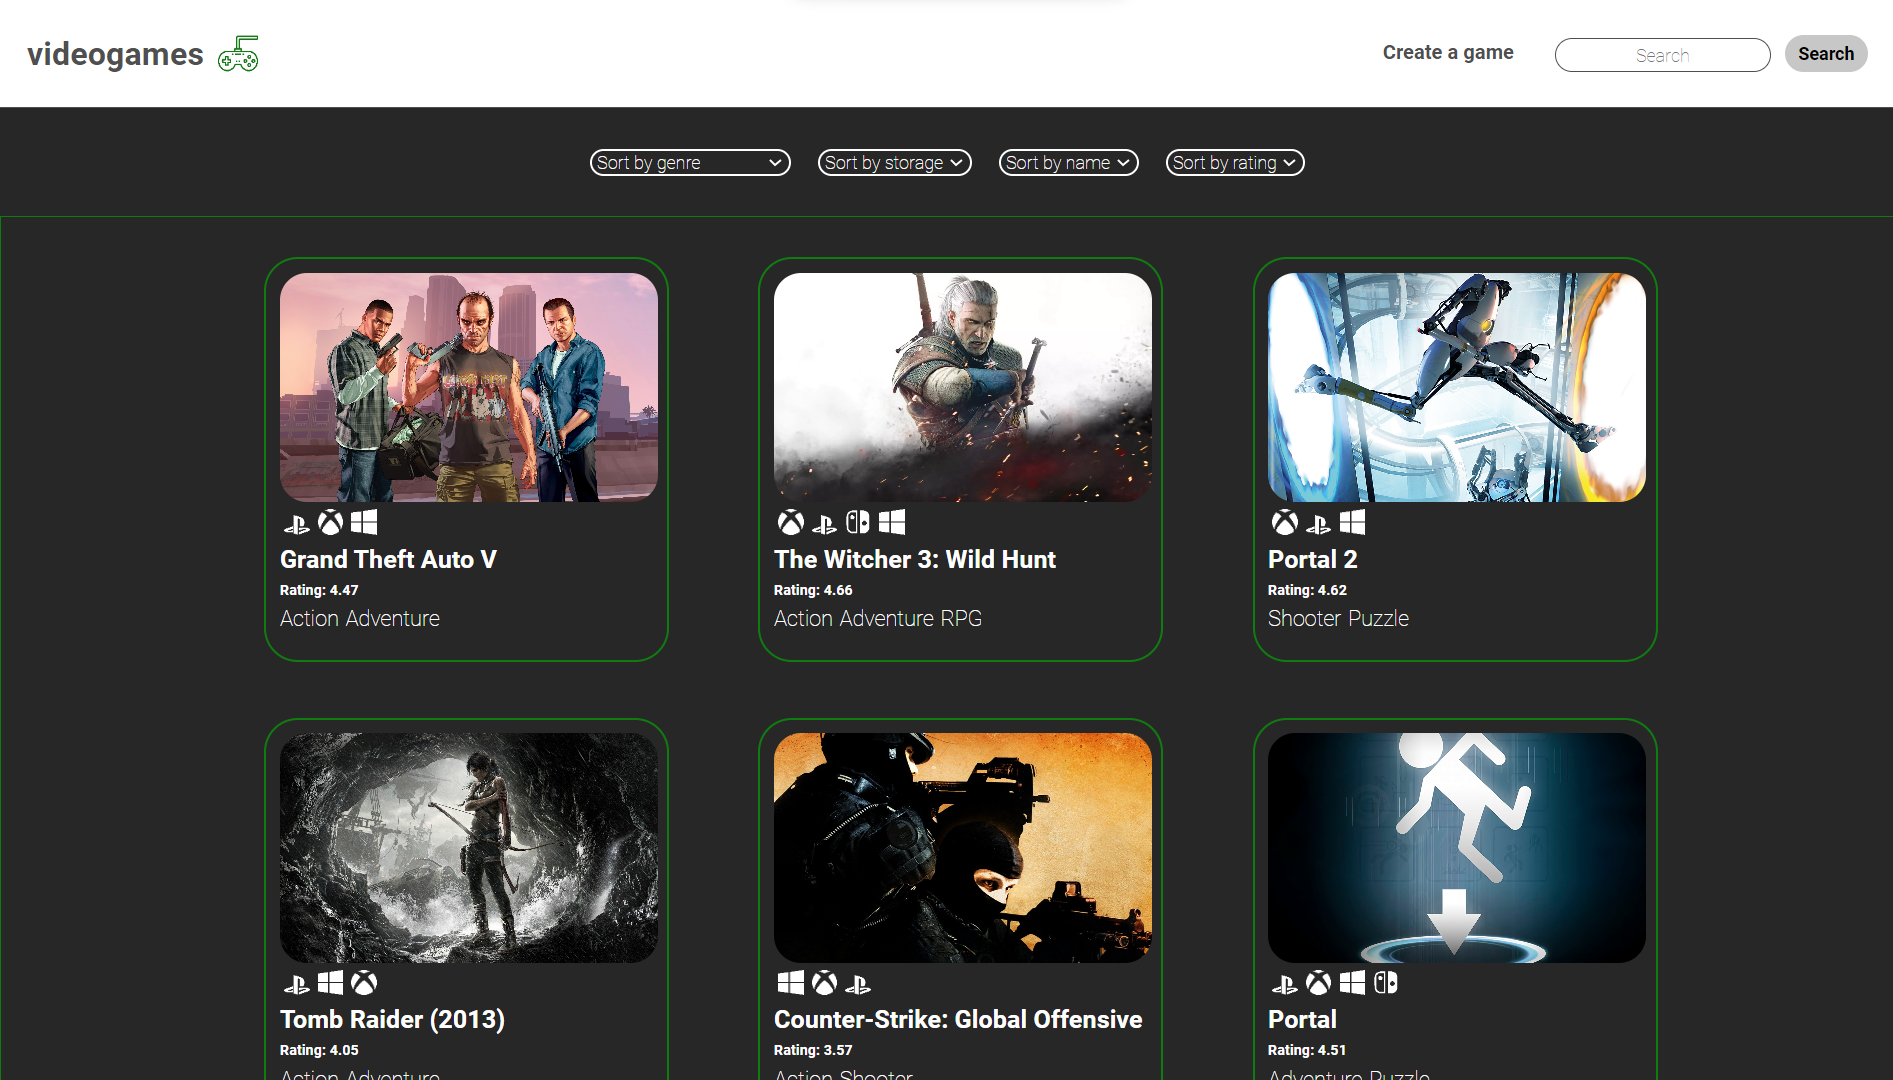 videogames
Create a game
Search
Search
Sort by genre
Sort by storage
Sort by name
Sort by rating
Grand Theft Auto V
Rating: 4.47
Action Adventure
The Witcher 3: Wild Hunt
Rating: 4.66
Action Adventure RPG
Portal 2
Rating: 4.62
Shooter Puzzle
Tomb Raider (2013)
Rating: 4.05
Action Adventure
Counter-Strike: Global Offensive
Rating: 3.57
Action Shooter
Portal
Rating: 4.51
Adventure Puzzle